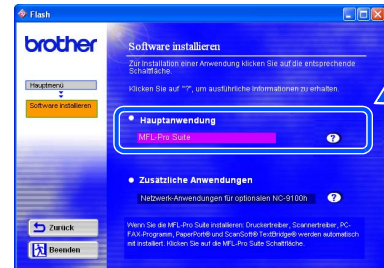 Flash
brother
Software installieren
Zur Installation einer Anwendung klicken Sie auf die entsprechende
Schaltfläche.
Klicken Sie auf "?", um ausführliche Informationen zu erhalten.
Hauptmenü
Software installieren
Hauptanwendung
MFL-Pro Suite
?
Zusätzliche Anwendungen
Netzwerk-Anwendungen für optionalen NC-9100h
?
Zurück
Beenden
Wenn Sie die MFL-Pro Suite installieren: Druckertreiber, Scannertreiber, PC-
FAX-Programm, PaperPort® und ScanSoft® TextBridge® werden automatisch
mit installiert. Klicken Sie auf die MFL-Pro Suite Schaltfläche.